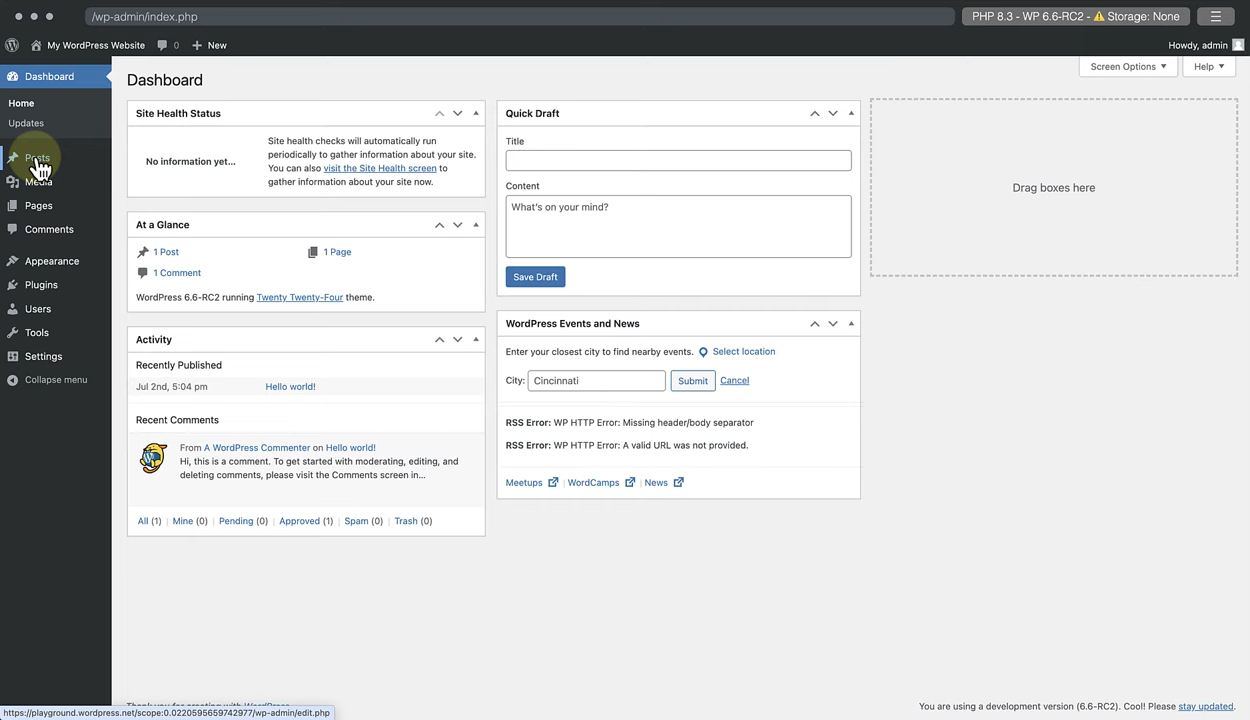 /wp-admin/index.php
PHP 8.3 - WP 6.6-RC2 - ⚠ Storage: None
My WordPress Website
0
+ New
Howdy, admin
Dashboard
Home
Updates
Posts
Media
Pages
Comments
Appearance
Plugins
Users
Tools
Settings
Collapse menu
Screen Options ▼
Help ▼
Dashboard
Site Health Status
No information yet...
Site health checks will automatically run
periodically to gather information about your site.
You can also visit the Site Health screen to
gather information about your site now.
At a Glance
1 Post
1 Page
1 Comment
WordPress 6.6-RC2 running Twenty Twenty-Four theme.
Activity
Recently Published
Jul 2nd, 5:04 pm
Hello world!
Recent Comments
From A WordPress Commenter on Hello world!
Hi, this is a comment. To get started with moderating, editing, and
deleting comments, please visit the Comments screen in...
All (1) | Mine (0) | Pending (0) | Approved (1) | Spam (0) | Trash (0)
Quick Draft
Title
Content
What's on your mind?
Save Draft
WordPress Events and News
Enter your closest city to find nearby events.
Select location
City:
Cincinnati
Submit
Cancel
RSS Error: WP HTTP Error: Missing header/body separator
RSS Error: WP HTTP Error: A valid URL was not provided.
Meetups | WordCamps | News
Drag boxes here
Thank you for creating with WordPress.
You are using a development version (6.6-RC2). Cool! Please stay updated.
https://playground.wordpress.net/scope:0.0220595659742977/wp-admin/edit.php